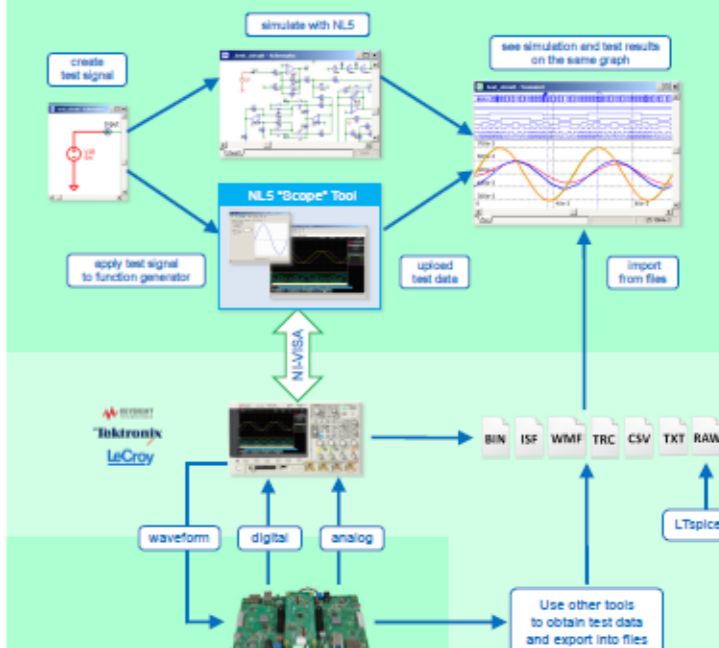 simulate with NL5
create
test signal
see simulation and test results
on the same graph
NL5 "Scope" Tool
apply test signal
to function generator
upload
test data
import
from files
NI-VISA
KEYSIGHT
Tektronix
LeCroy
BIN
ISF
WMF
TRC
CSV
TXT
RAW
LTspice
waveform
digital
analog
Use other tools
to obtain test data
and export into files